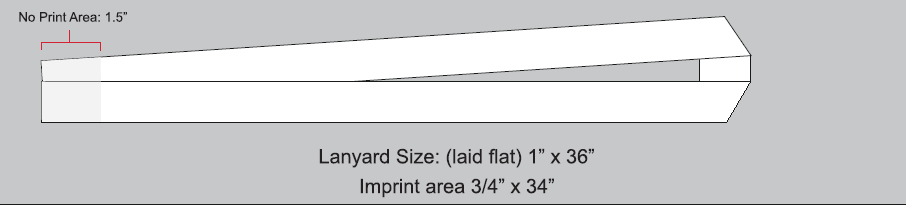 No Print Area: 1.5”
Lanyard Size: (laid flat) 1” x 36”
Imprint area 3/4” x 34”